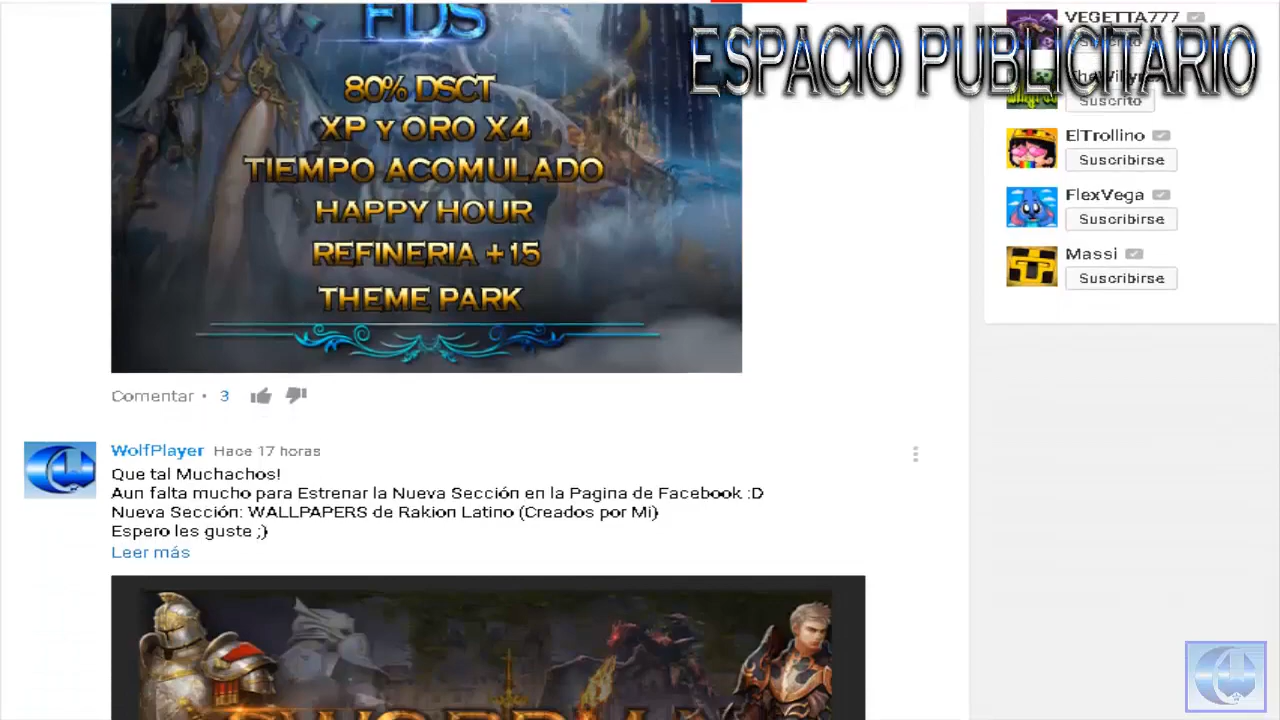 FDS
80% DSCT
XP Y ORO X4
TIEMPO ACOMULADO
HAPPY HOUR
REFINERIA +15
THEME PARK
Comentar • 3
WolfPlayer Hace 17 horas
Que tal Muchachos!
Aun falta mucho para Estrenar la Nueva Sección en la Pagina de Facebook :D
Nueva Sección: WALLPAPERS de Rakion Latino (Creados por Mi)
Espero les guste ;)
Leer más
ESPACIO PUBLICITARIO
VEGETTA777
Suscrito
Suscrito
ElTrollino
Suscribirse
FlexVega
Suscribirse
Massi
Suscribirse